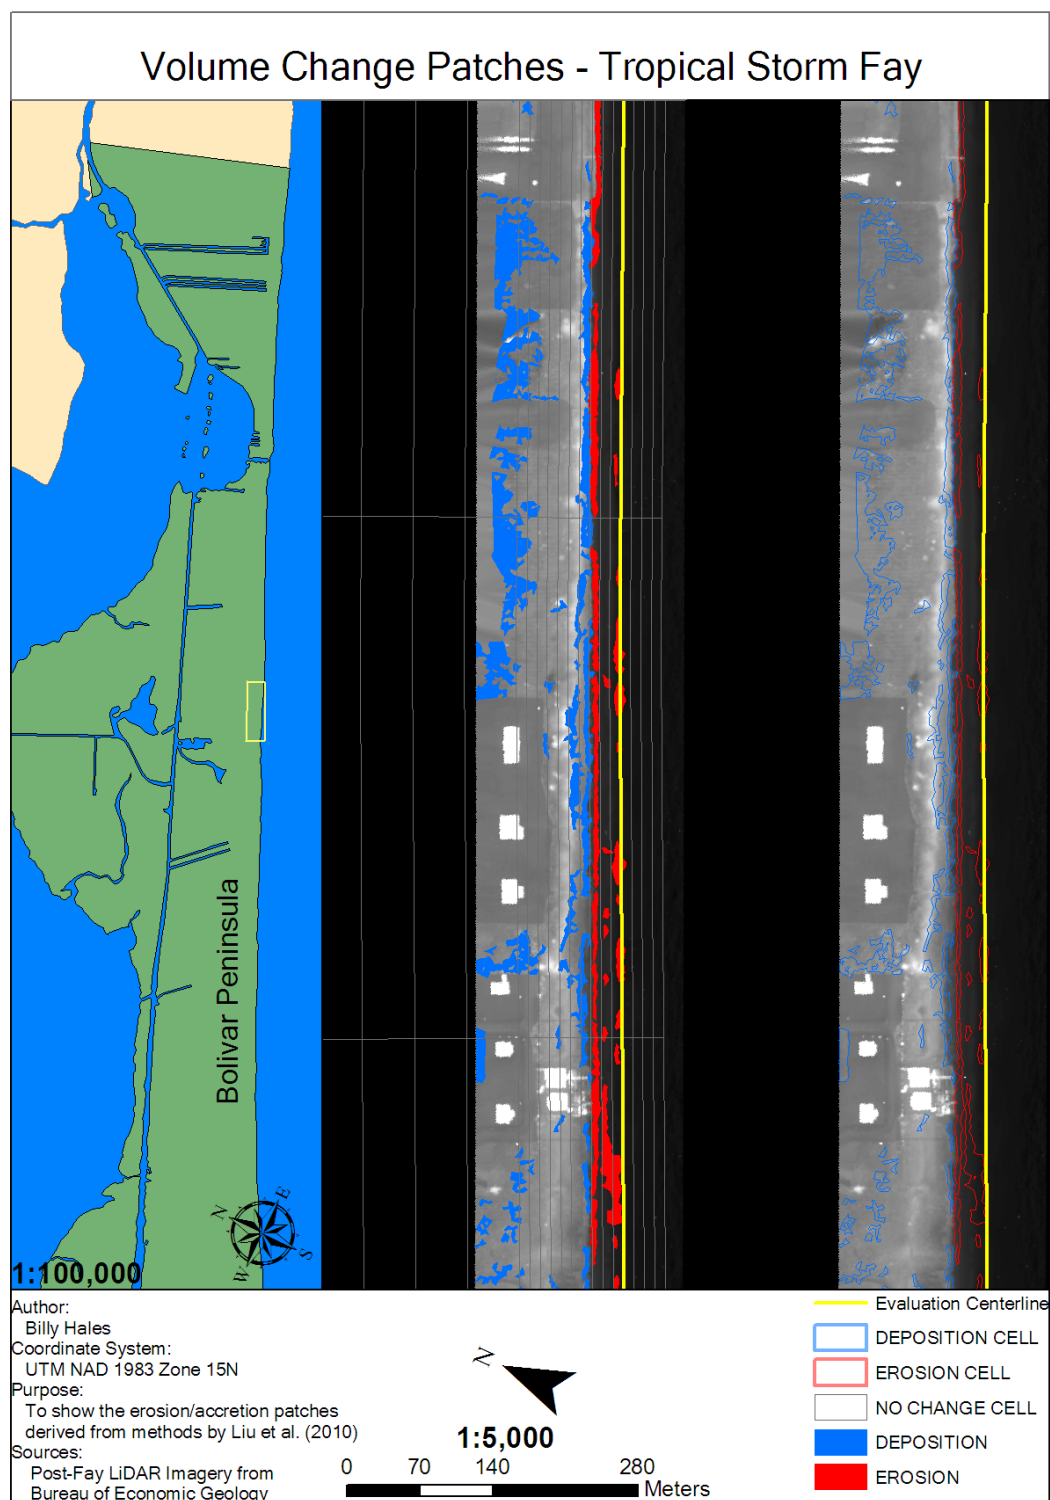 Volume Change Patches - Tropical Storm Fay
Bolivar Peninsula
N
E
S
W
1:100,000
Author:
Billy Hales
Coordinate System:
UTM NAD 1983 Zone 15N
Purpose:
To show the erosion/accretion patches
derived from methods by Liu et al. (2010)
Sources:
Post-Fay LiDAR Imagery from
Bureau of Economic Geology
N
1:5,000
0 70 140 280
Meters
Evaluation Centerline
DEPOSITION CELL
EROSION CELL
NO CHANGE CELL
DEPOSITION
EROSION